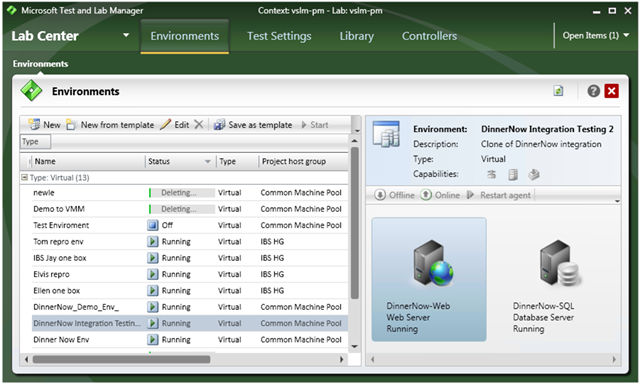 Microsoft Test and Lab Manager
Context: vslm-pm - Lab: vslm-pm
Lab Center
Environments
Test Settings
Library
Controllers
Open Items (1)
Environments
Environments
New
New from template
Edit
Save as template
Start
Type
Name
Status
Type
Project host group
Type: Virtual (13)
newle Deleting... Virtual Common Machine Pool
Demo to VMM Deleting... Virtual Common Machine Pool
Test Enviroment Off Virtual Common Machine Pool
Tom repro env Running Virtual IBS HG
IBS Jay one box Running Virtual IBS HG
Elvis repro Running Virtual IBS HG
Ellen one box Running Virtual IBS HG
DinnerNow_Demo_Env_ Running Virtual Common Machine Pool
DinnerNow Integration Testin... Running Virtual Common Machine Pool
Dinner Now Env Running Virtual Common Machine Pool
Environment: DinnerNow Integration Testing 2
Description: Clone of DinnerNow integration
Type: Virtual
Capabilities:
Offline
Online
Restart agent
DinnerNow-Web
Web Server
Running
DinnerNow-SQL
Database Server
Running